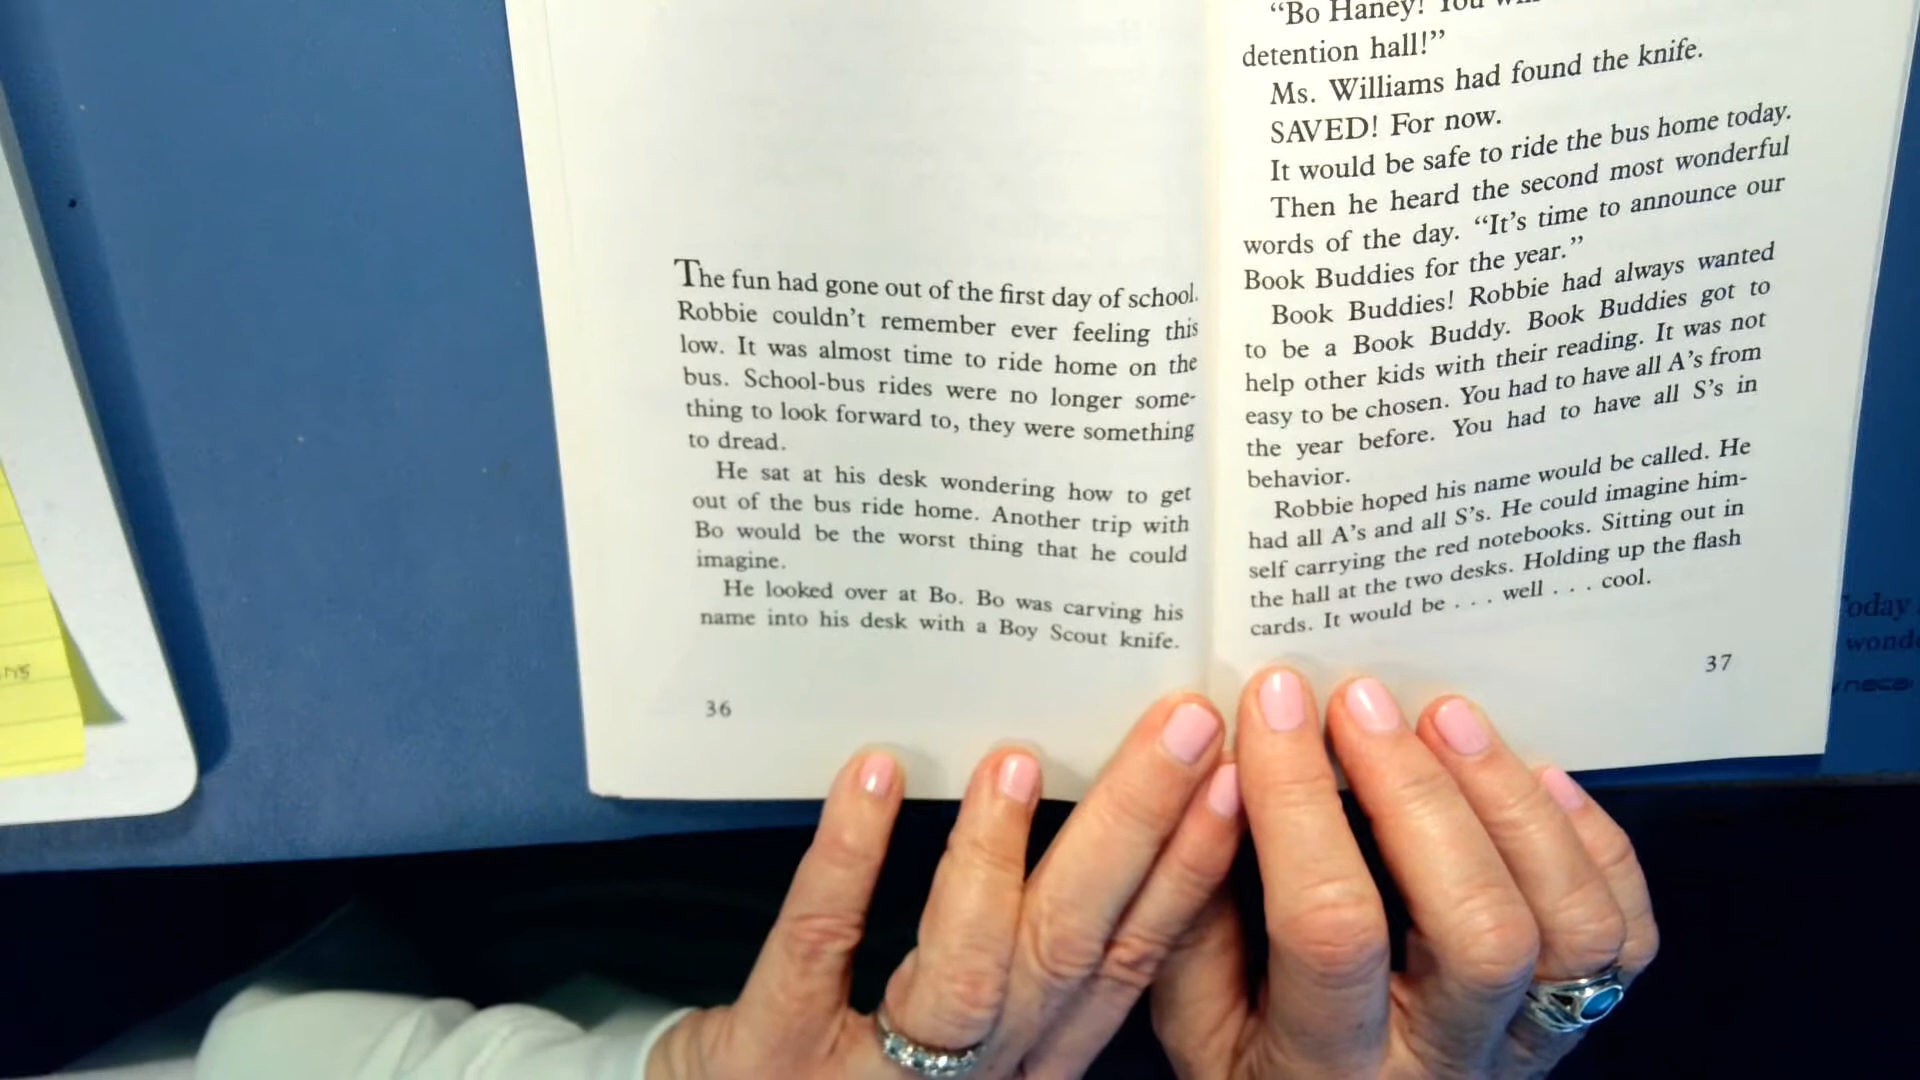 The fun had gone out of the first day of school.
Robbie couldn't remember ever feeling this
low. It was almost time to ride home on the
bus. School-bus rides were no longer some-
thing to look forward to, they were something
to dread.
He sat at his desk wondering how to get
out of the bus ride home. Another trip with
Bo would be the worst thing that he could
imagine.
He looked over at Bo. Bo was carving his
name into his desk with a Boy Scout knife.
36
“Bo Haney! You
detention hall!”
Ms. Williams had found the knife.
SAVED! For now.
It would be safe to ride the bus home today.
Then he heard the second most wonderful
words of the day. “It's time to announce our
Book Buddies for the year.”
Book Buddies! Robbie had always wanted
to be a Book Buddy. Book Buddies got to
help other kids with their reading. It was not
easy to be chosen. You had to have all A's from
the year before. You had to have all S's in
behavior.
Robbie hoped his name would be called. He
had all A's and all S's. He could imagine him-
self carrying the red notebooks. Sitting out in
the hall at the two desks. Holding up the flash
cards. It would be . . . well . . . cool.
37